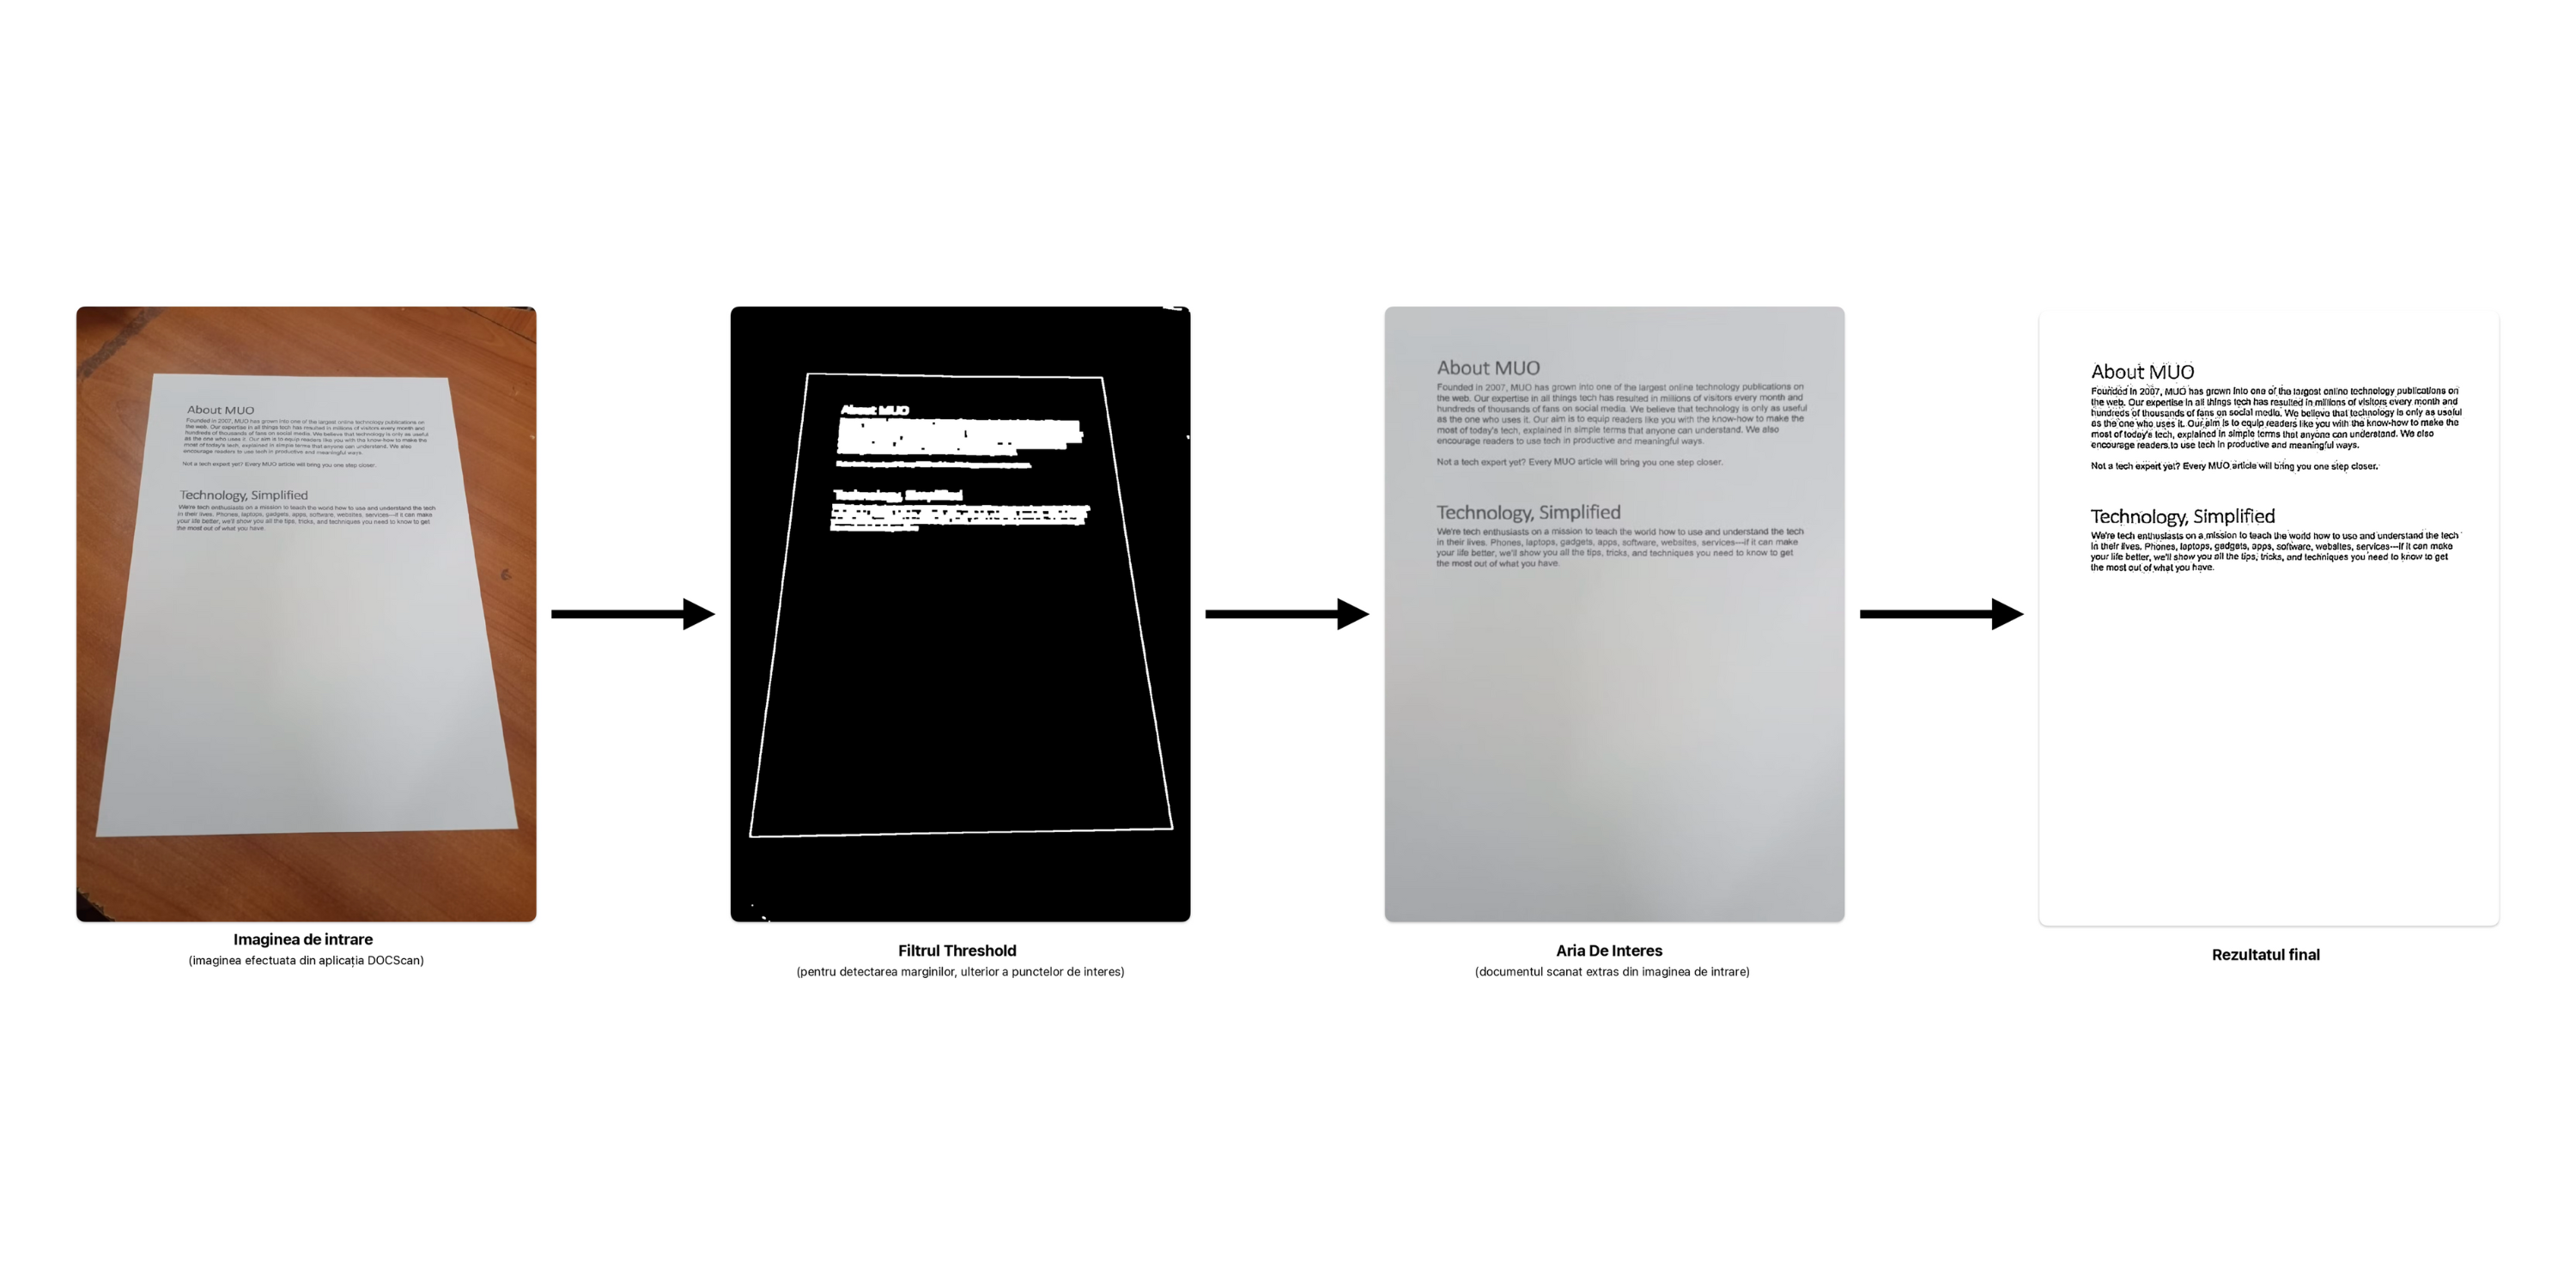 About MUO
Founded in 2007, MUO has grown into one of the largest online technology publications on
the web. Our expertise in all things tech has resulted in millions of visitors every month and
hundreds of thousands of fans on social media. We believe that technology is only as useful
as the one who uses it. Our aim is to equip readers like you with the know-how to make the
most of today's tech, explained in simple terms that anyone can understand. We also
encourage readers to use tech in productive and meaningful ways.
Not a tech expert yet? Every MUO article will bring you one step closer.
Technology, Simplified
We're tech enthusiasts on a mission to teach the world how to use and understand the tech
in their lives. Phones, laptops, gadgets, apps, software, websites, services—if it can make
your life better, we'll show you all the tips, tricks, and techniques you need to know to get
the most out of what you have.
Imaginea de intrare
(imaginea efectuata din aplicația DOCScan)
About MUO
Technology, Simplified
Filtrul Threshold
(pentru detectarea marginilor, ulterior a punctelor de interes)
About MUO
Founded in 2007, MUO has grown into one of the largest online technology publications on
the web. Our expertise in all things tech has resulted in millions of visitors every month and
hundreds of thousands of fans on social media. We believe that technology is only as useful
as the one who uses it. Our aim is to equip readers like you with the know-how to make the
most of today's tech, explained in simple terms that anyone can understand. We also
encourage readers to use tech in productive and meaningful ways.
Not a tech expert yet? Every MUO article will bring you one step closer.
Technology, Simplified
We're tech enthusiasts on a mission to teach the world how to use and understand the tech
in their lives. Phones, laptops, gadgets, apps, software, websites, services—if it can make
your life better, we'll show you all the tips, tricks, and techniques you need to know to get
the most out of what you have.
Aria De Interes
(documentul scanat extras din imaginea de intrare)
About MUO
Founded in 2007, MUO has grown into one of the largest online technology publications on
the web. Our expertise in all things tech has resulted in millions of visitors every month and
hundreds of thousands of fans on social media. We believe that technology is only as useful
as the one who uses it. Our aim is to equip readers like you with the know-how to make the
most of today's tech, explained in simple terms that anyone can understand. We also
encourage readers to use tech in productive and meaningful ways.
Not a tech expert yet? Every MUO article will bring you one step closer.
Technology, Simplified
We're tech enthusiasts on a mission to teach the world how to use and understand the tech
in their lives. Phones, laptops, gadgets, apps, software, websites, services—if it can make
your life better, we'll show you all the tips, tricks, and techniques you need to know to get
the most out of what you have.
Rezultatul final